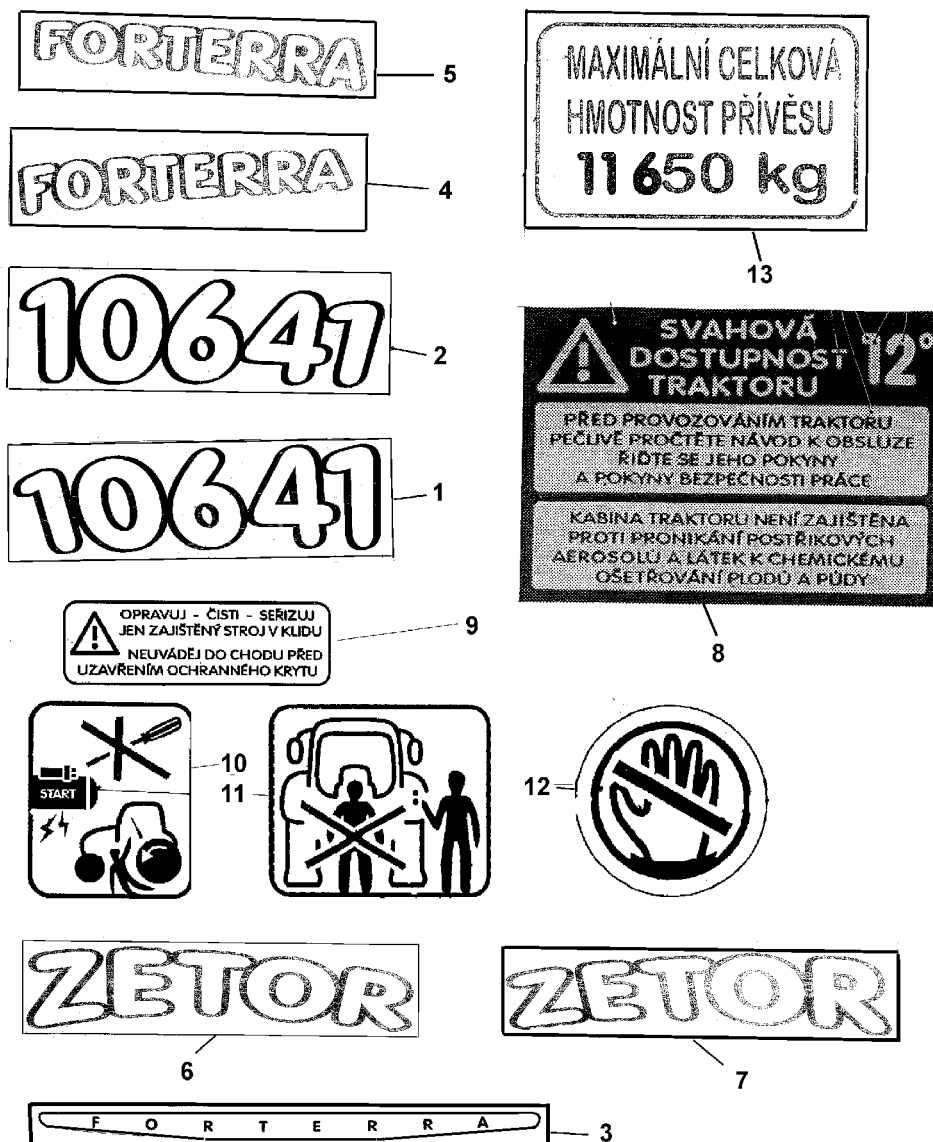 FORTERRA
5
FORTERRA
4
10641
2
10641
1
MAXIMÁLNÍ CELKOVÁ
HMOTNOST PŘÍVĚSU
11650 kg
13
SVAHOVÁ
DOSTUPNOST
TRAKTORU
12°
PŘED PROVOZOVÁNÍM TRAKTORU
PEČLIVĚ PROČTĚTE NÁVOD K OBSLUZE
ŘIĎTE SE JEHO POKYNY
A POKYNY BEZPEČNOSTI PRÁCE
KABINA TRAKTORU NENÍ ZAJIŠTĚNA
PROTI PRONIKÁNÍ POSTŘIKOVÝCH
AEROSOLŮ A LÁTEK K CHEMICKÉMU
OŠETŘOVÁNÍ PLODŮ A PŮDY
8
OPRAVUJ - ČISTI - SEŘIZUJ
JEN ZAJIŠTĚNÝ STROJ V KLIDU
NEUVÁDĚJ DO CHODU PŘED
UZAVŘENÍM OCHRANNÉHO KRYTU
9
START
10
11
12
ZETOR
6
ZETOR
7
FORTERRA
3